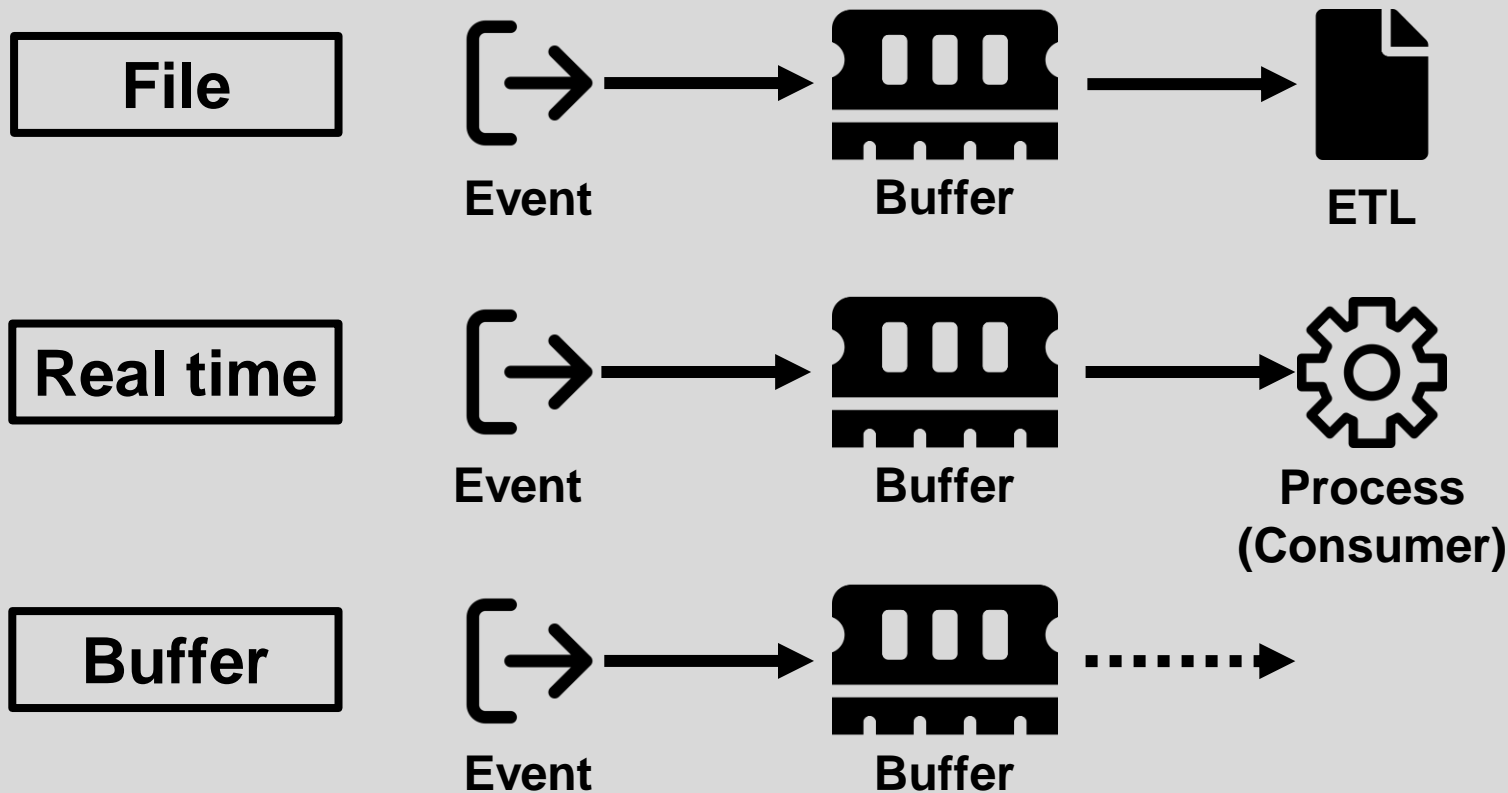 File
Event
Buffer
ETL
Real time
Event
Buffer
Process
(Consumer)
Buffer
Event
Buffer